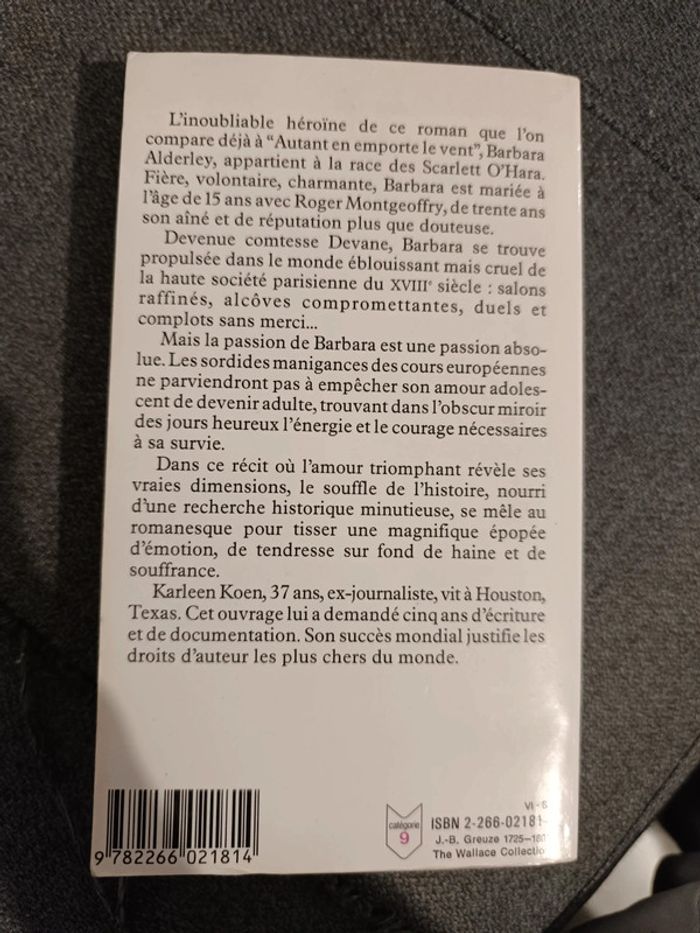 L'inoubliable héroïne de ce roman que l'on
compare déjà à "Autant en emporte le vent", Barbara
Alderley, appartient à la race des Scarlett O'Hara.
Fière, volontaire, charmante, Barbara est mariée à
l'âge de 15 ans avec Roger Montgeoffry, de trente ans
son aîné et de réputation plus que douteuse.
Devenue comtesse Devane, Barbara se trouve
propulsée dans le monde éblouissant mais cruel de
la haute société parisienne du XVIIIe siècle : salons
raffinés, alcôves compromettantes, duels et
complots sans merci...
Mais la passion de Barbara est une passion abso-
lue. Les sordides manigances des cours européennes
ne parviendront pas à empêcher son amour adoles-
cent de devenir adulte, trouvant dans l'obscur miroir
des jours heureux l'énergie et le courage nécessaires
à sa survie.
Dans ce récit où l'amour triomphant révèle ses
vraies dimensions, le souffle de l'histoire, nourri
d'une recherche historique minutieuse, se mêle au
romanesque pour tisser une magnifique épopée
d'émotion, de tendresse sur fond de haine et de
souffrance.
Karleen Koen, 37 ans, ex-journaliste, vit à Houston,
Texas. Cet ouvrage lui a demandé cinq ans d'écriture
et de documentation. Son succès mondial justifie les
droits d'auteur les plus chers du monde.
9 782266 021814
catégorie
9
VI - 
ISBN 2-266-02181-
J.-B. Greuze 1725-
The Wallace